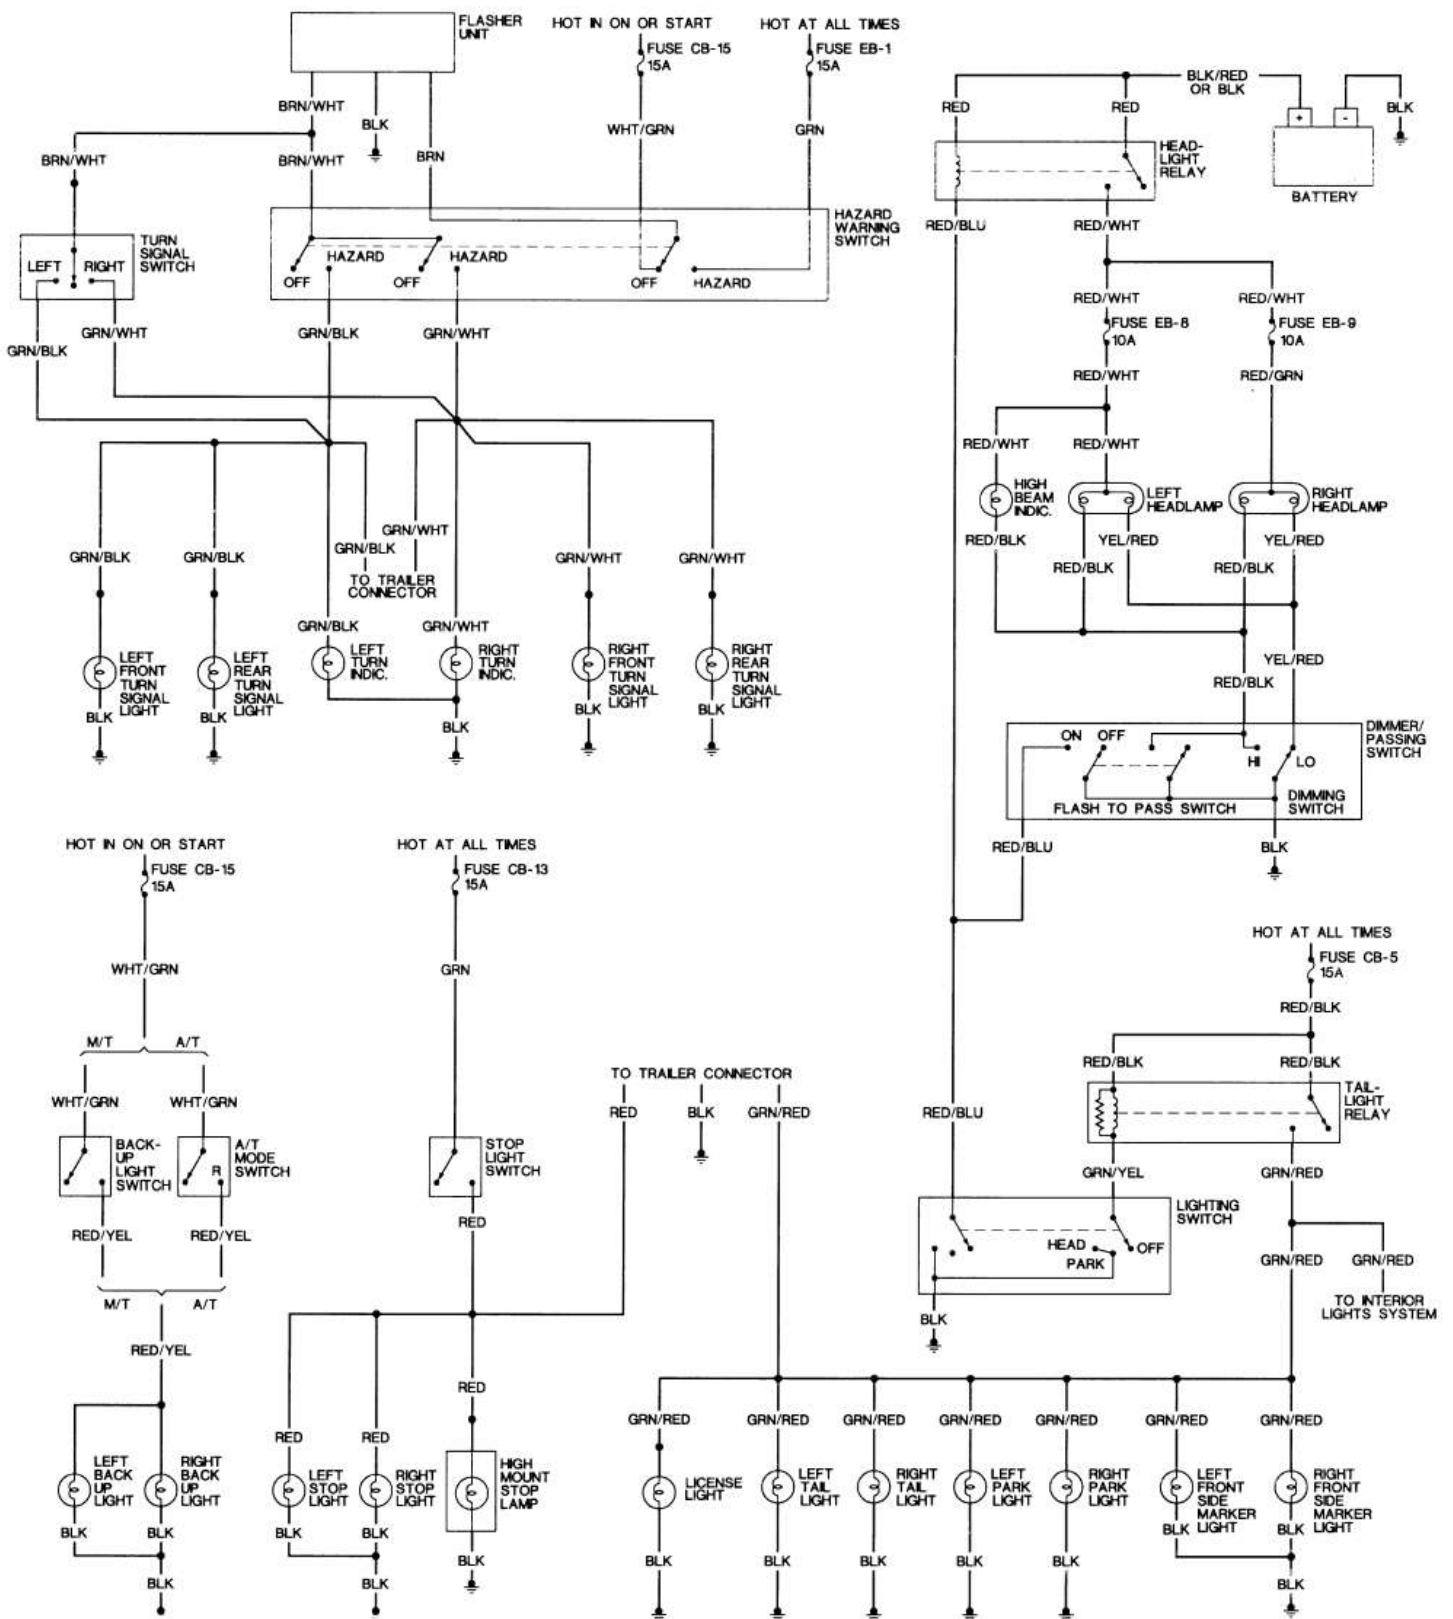 FLASHER
UNIT
HOT IN ON OR START
FUSE CB-15
15A
HOT AT ALL TIMES
FUSE EB-1
15A
BRN/WHT
BLK
BRN/WHT
BRN
WHT/GRN
GRN
BRN/WHT
TURN
SIGNAL
SWITCH
LEFT
RIGHT
HAZARD
WARNING
SWITCH
OFF
HAZARD
OFF
HAZARD
OFF
HAZARD
GRN/BLK
GRN/WHT
GRN/BLK
GRN/WHT
GRN/BLK
GRN/BLK
GRN/BLK
GRN/WHT
TO TRAILER
CONNECTOR
GRN/WHT
GRN/WHT
GRN/BLK
GRN/WHT
LEFT
FRONT
TURN
SIGNAL
LIGHT
LEFT
REAR
TURN
SIGNAL
LIGHT
LEFT
TURN
INDIC.
RIGHT
TURN
INDIC.
RIGHT
FRONT
TURN
SIGNAL
LIGHT
RIGHT
REAR
TURN
SIGNAL
LIGHT
BLK
BLK
BLK
BLK
BLK
BLK/RED
OR BLK
RED
RED
BLK
+
-
BATTERY
HEAD-
LIGHT
RELAY
RED/BLU
RED/WHT
RED/WHT
RED/WHT
FUSE EB-8
10A
FUSE EB-9
10A
RED/WHT
RED/GRN
RED/WHT
RED/WHT
HIGH
BEAM
INDIC.
LEFT
HEADLAMP
RIGHT
HEADLAMP
RED/BLK
YEL/RED
YEL/RED
RED/BLK
RED/BLK
YEL/RED
RED/BLK
DIMMER/
PASSING
SWITCH
ON
OFF
HI
LO
FLASH TO PASS SWITCH
DIMMING
SWITCH
RED/BLU
BLK
HOT IN ON OR START
FUSE CB-15
15A
WHT/GRN
M/T
A/T
WHT/GRN
WHT/GRN
BACK-
UP
LIGHT
SWITCH
R
A/T
MODE
SWITCH
RED/YEL
RED/YEL
M/T
A/T
RED/YEL
LEFT
BACK
UP
LIGHT
RIGHT
BACK
UP
LIGHT
BLK
BLK
BLK
HOT AT ALL TIMES
FUSE CB-13
15A
GRN
STOP
LIGHT
SWITCH
RED
TO TRAILER CONNECTOR
RED
BLK
GRN/RED
RED
RED
RED
LEFT
STOP
LIGHT
RIGHT
STOP
LIGHT
HIGH
MOUNT
STOP
LAMP
BLK
BLK
BLK
BLK
HOT AT ALL TIMES
FUSE CB-5
15A
RED/BLK
RED/BLK
RED/BLK
TAIL-
LIGHT
RELAY
RED/BLU
GRN/YEL
GRN/RED
LIGHTING
SWITCH
HEAD
PARK
OFF
BLK
GRN/RED
GRN/RED
TO INTERIOR
LIGHTS SYSTEM
GRN/RED
GRN/RED
GRN/RED
GRN/RED
GRN/RED
GRN/RED
GRN/RED
LICENSE
LIGHT
LEFT
TAIL
LIGHT
RIGHT
TAIL
LIGHT
LEFT
PARK
LIGHT
RIGHT
PARK
LIGHT
LEFT
FRONT
SIDE
MARKER
LIGHT
RIGHT
FRONT
SIDE
MARKER
LIGHT
BLK
BLK
BLK
BLK
BLK
BLK
BLK
BLK